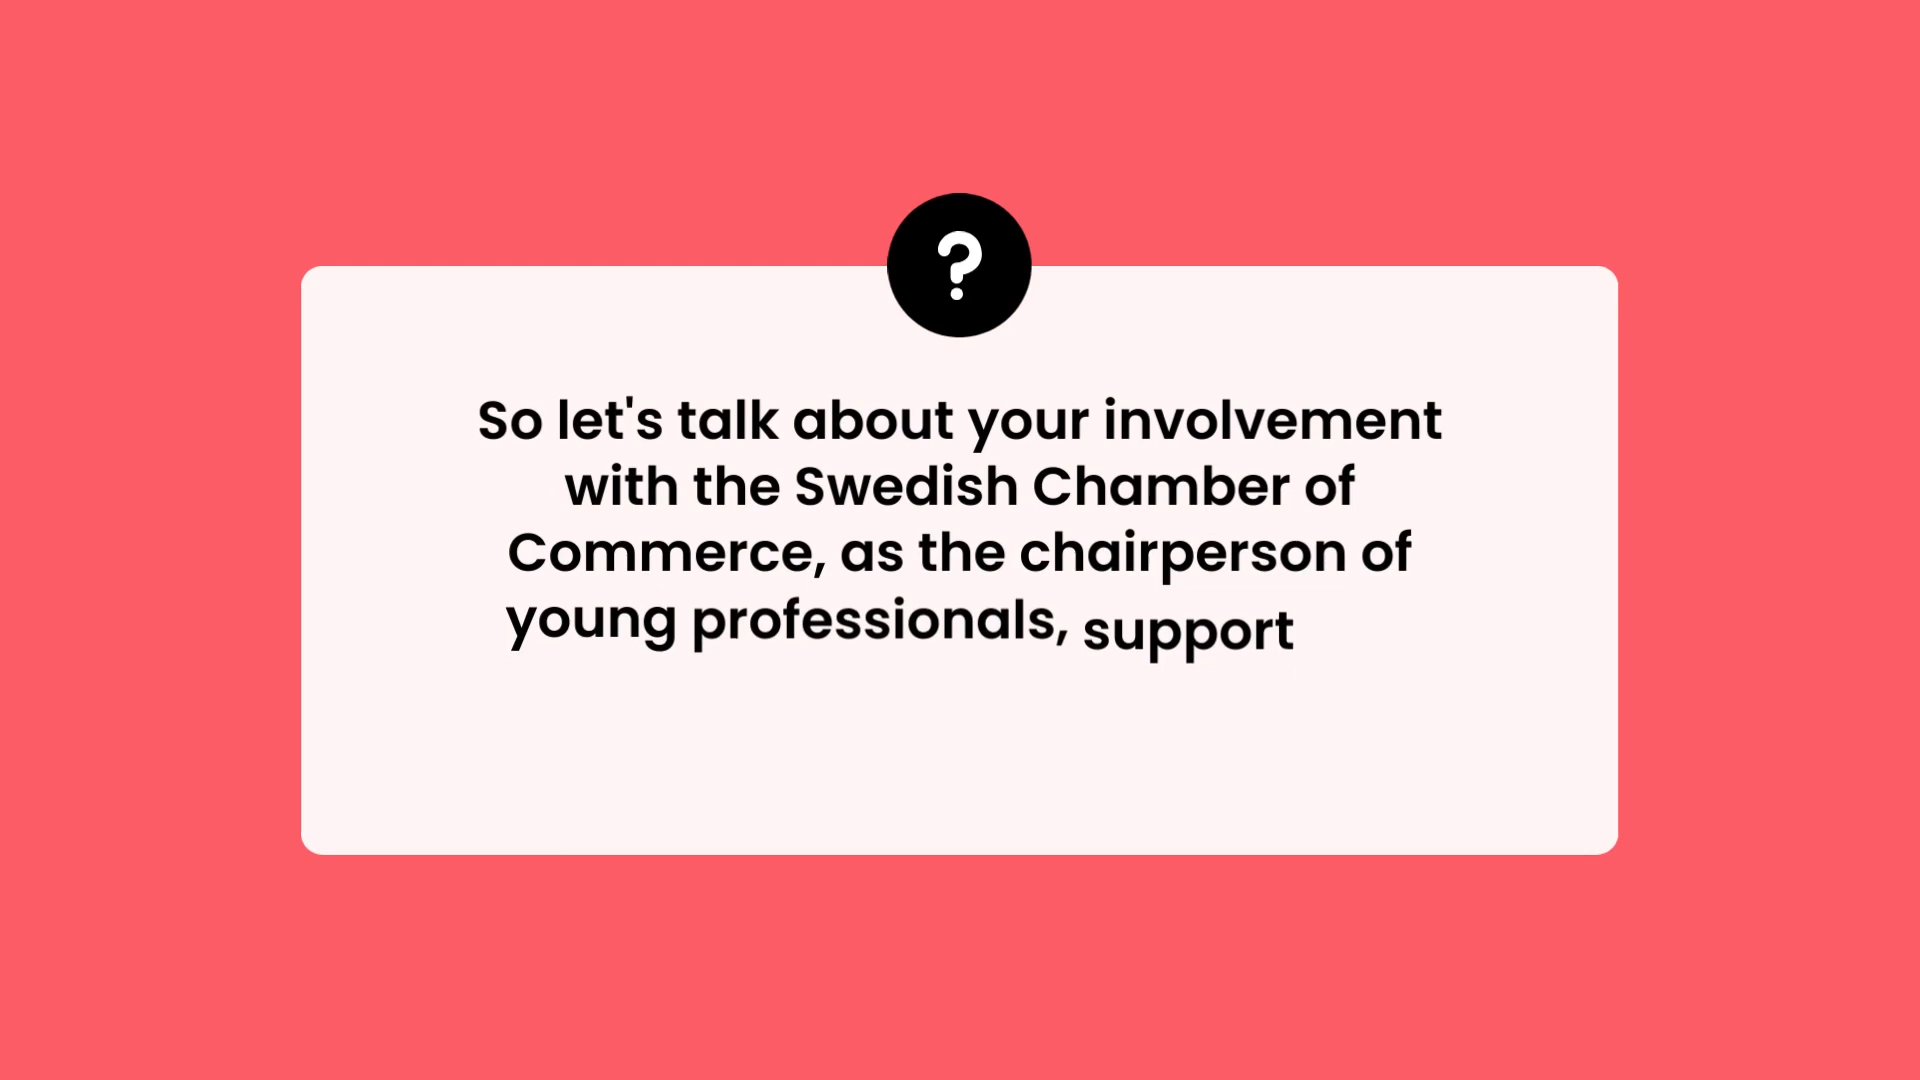 ?
So let's talk about your involvement
with the Swedish Chamber of
Commerce, as the chairperson of
young professionals, support